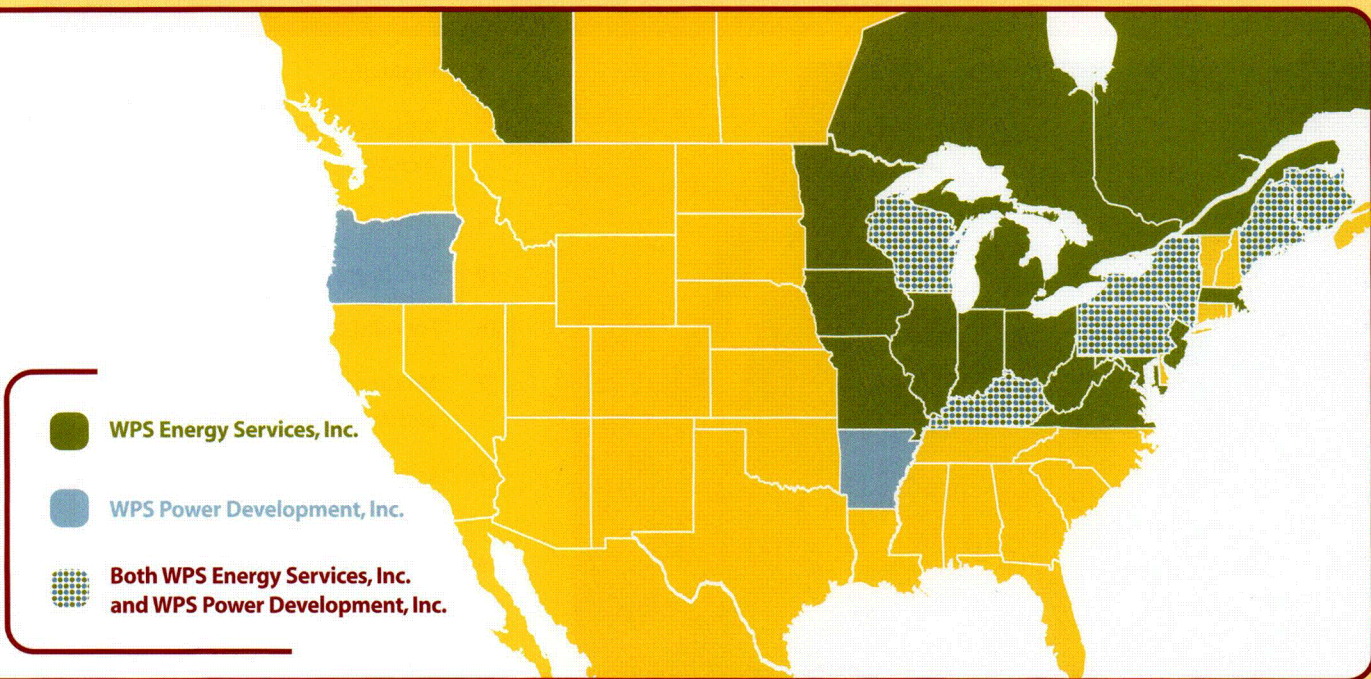 WPS Energy Services, Inc.
WPS Power Development, Inc.
Both WPS Energy Services, Inc.
and WPS Power Development, Inc.